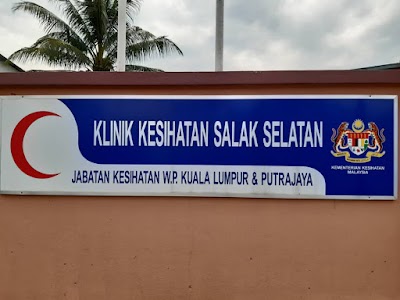 KLINIK KESIHATAN SALAK SELATAN
JABATAN KESIHATAN W.P. KUALA LUMPUR & PUTRAJAYA
KEMENTERIAN KESIHATAN
MALAYSIA